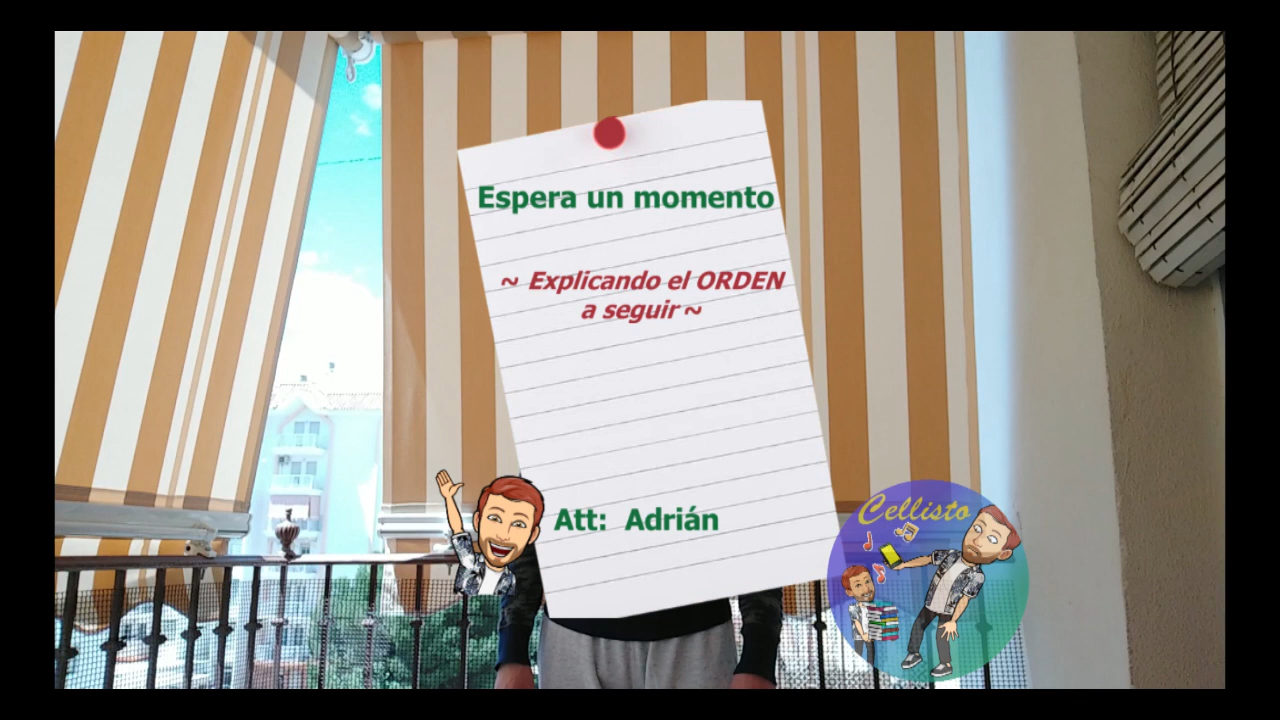 Espera un momento
~ Explicando el ORDEN
a seguir ~
Att: Adrián
Cellisto